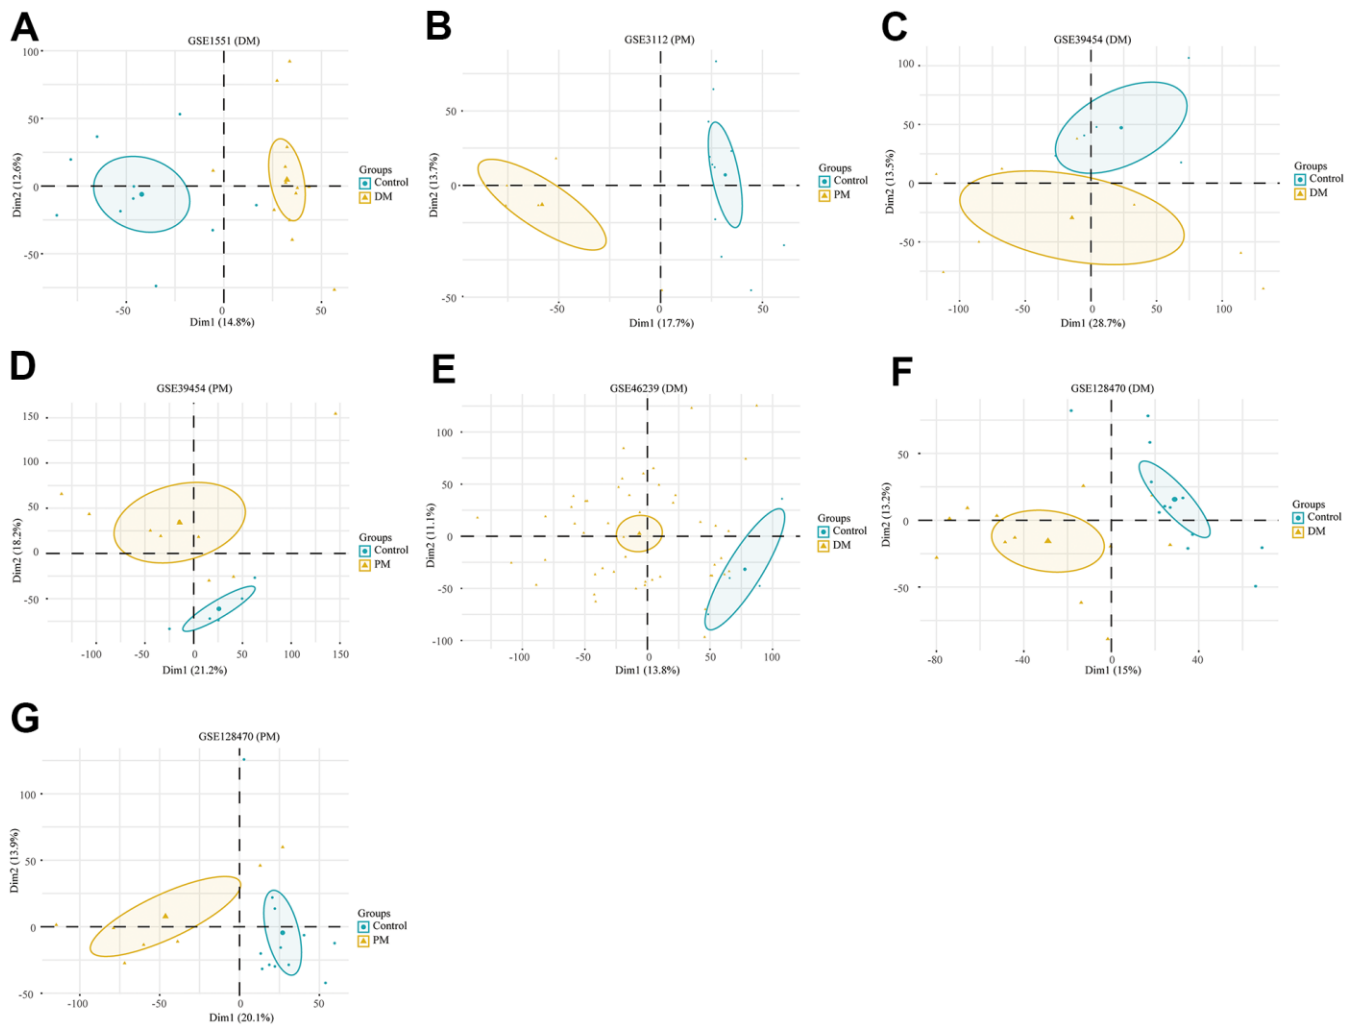 A
GSE1551 (DM)
100
50
0
-50
-50
0
50
Dim2 (12.6%)
Dim1 (14.8%)
Groups
Control
DM
B
GSE3112 (PM)
50
0
-50
-50
0
50
Dim2 (13.7%)
Dim1 (17.7%)
Groups
Control
PM
C
GSE39454 (DM)
100
50
0
-50
-100
-50
0
50
100
Dim2 (13.5%)
Dim1 (28.7%)
Groups
Control
DM
D
GSE39454 (PM)
150
100
50
0
-50
-100
-50
0
50
100
150
Dim2 (18.2%)
Dim1 (21.2%)
Groups
Control
PM
E
GSE46239 (DM)
100
50
0
-50
-100
-100
-50
0
50
100
Dim2 (11.1%)
Dim1 (13.8%)
Groups
Control
DM
F
GSE128470 (DM)
50
0
-50
-80
-40
0
40
Dim2 (13.2%)
Dim1 (15%)
Groups
Control
DM
G
GSE128470 (PM)
100
50
0
-50
-100
-50
0
50
Dim2 (13.9%)
Dim1 (20.1%)
Groups
Control
PM